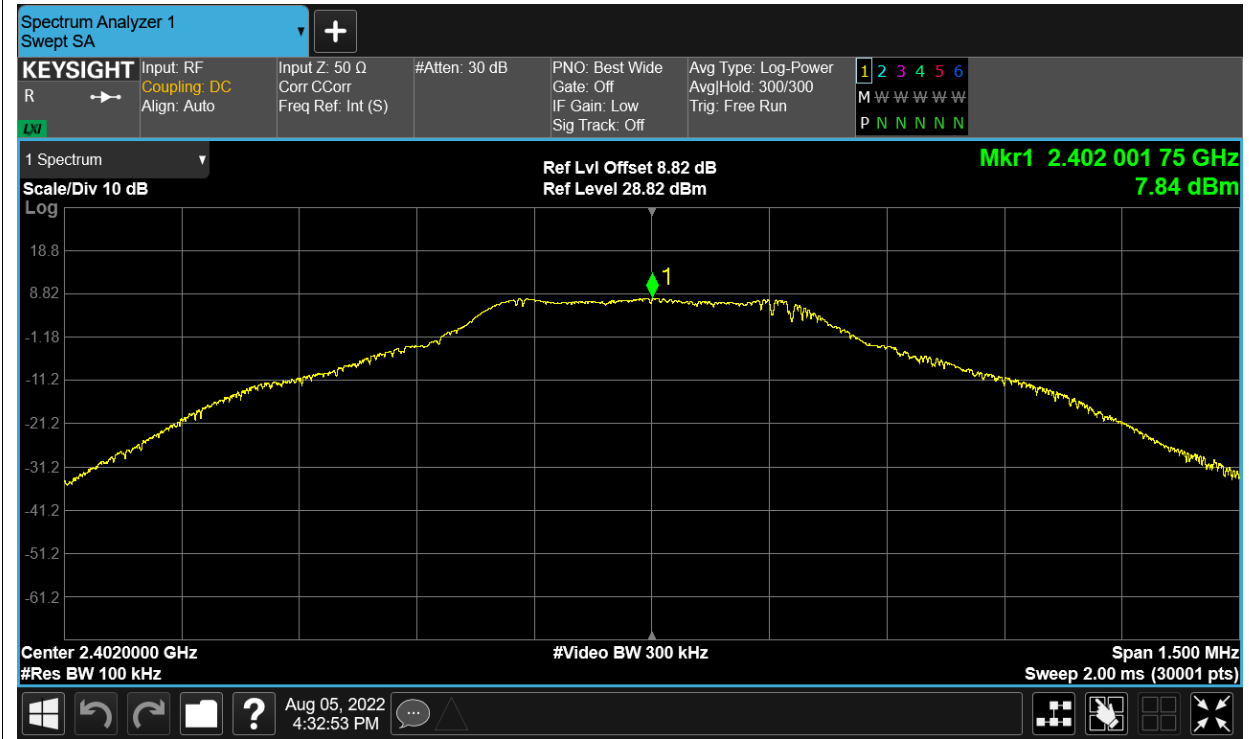 Spectrum Analyzer 1
Swept SA
▼
+
KEYSIGHT
R
LXI
Input: RF
Coupling: DC
Align: Auto
Input Z: 50 Ω
Corr CCorr
Freq Ref: Int (S)
#Atten: 30 dB
PNO: Best Wide
Gate: Off
IF Gain: Low
Sig Track: Off
Avg Type: Log-Power
Avg|Hold: 300/300
Trig: Free Run
1 2 3 4 5 6
M W W W W W
P N N N N N
1 Spectrum ▼
Scale/Div 10 dB
Log
Ref Lvl Offset 8.82 dB
Ref Level 28.82 dBm
Mkr1 2.402 001 75 GHz
7.84 dBm
1
18.8
8.82
-1.18
-11.2
-21.2
-31.2
-41.2
-51.2
-61.2
Center 2.4020000 GHz
#Res BW 100 kHz
#Video BW 300 kHz
Span 1.500 MHz
Sweep 2.00 ms (30001 pts)
?
Aug 05, 2022
4:32:53 PM